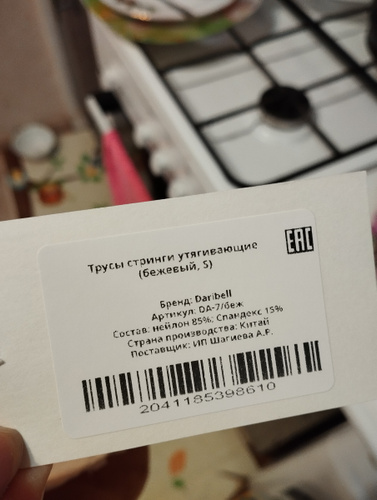 EAC
Трусы стринги утягивающие
(бежевый, S)
Бренд: Daribell
Артикул: DA-7/беж
Состав: нейлон 85%; Спандекс 15%
Страна производства: Китай
Поставщик: ИП Шагиева А.Р.
2041185398610